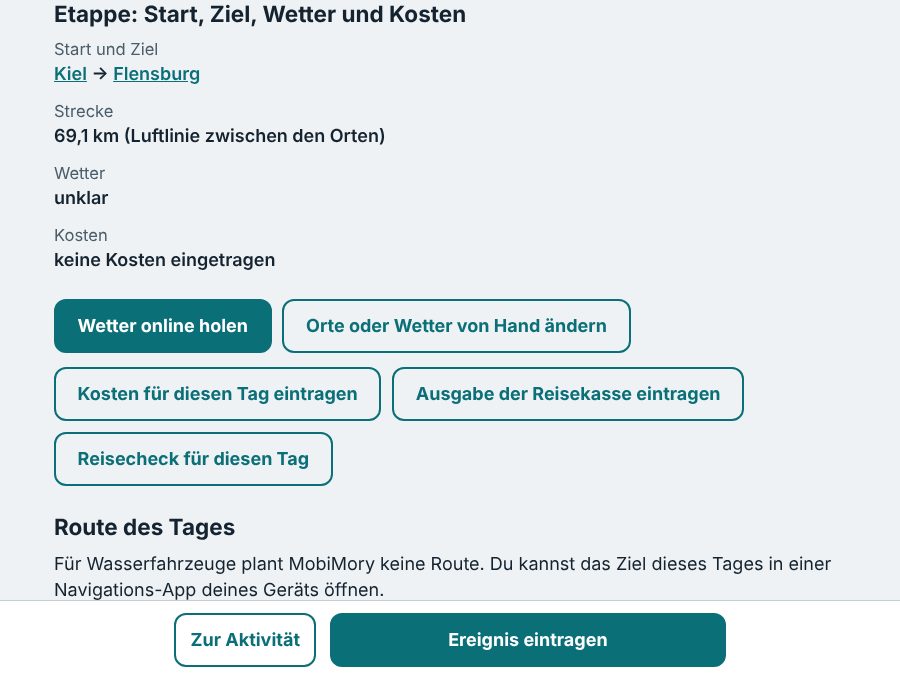 Etappe: Start, Ziel, Wetter und Kosten
Start und Ziel
Kiel → Flensburg
Strecke
69,1 km (Luftlinie zwischen den Orten)
Wetter
unklar
Kosten
keine Kosten eingetragen
Wetter online holen
Orte oder Wetter von Hand ändern
Kosten für diesen Tag eintragen
Ausgabe der Reisekasse eintragen
Reisecheck für diesen Tag
Route des Tages
Für Wasserfahrzeuge plant MobiMory keine Route. Du kannst das Ziel dieses Tages in einer
Navigations-App deines Geräts öffnen.
Zur Aktivität
Ereignis eintragen